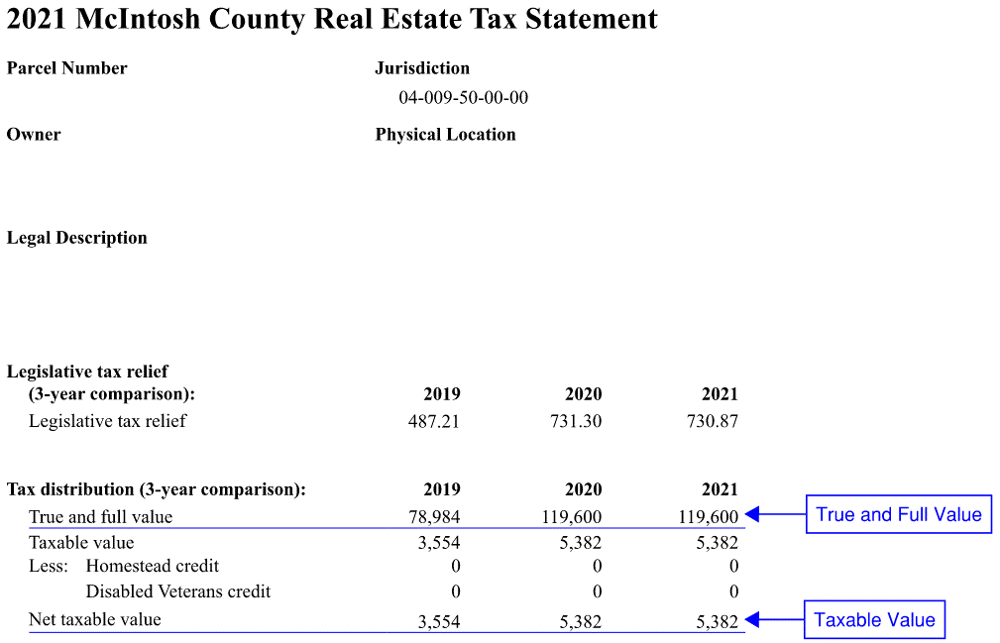 2021 McIntosh County Real Estate Tax Statement
Parcel Number Jurisdiction
04-009-50-00-00
Owner Physical Location
Legal Description
Legislative tax relief
(3-year comparison): 2019 2020 2021
Legislative tax relief 487.21 731.30 730.87
Tax distribution (3-year comparison): 2019 2020 2021
True and full value 78,984 119,600 119,600 True and Full Value
Taxable value 3,554 5,382 5,382
Less: Homestead credit 0 0 0
Disabled Veterans credit 0 0 0
Net taxable value 3,554 5,382 5,382 Taxable Value